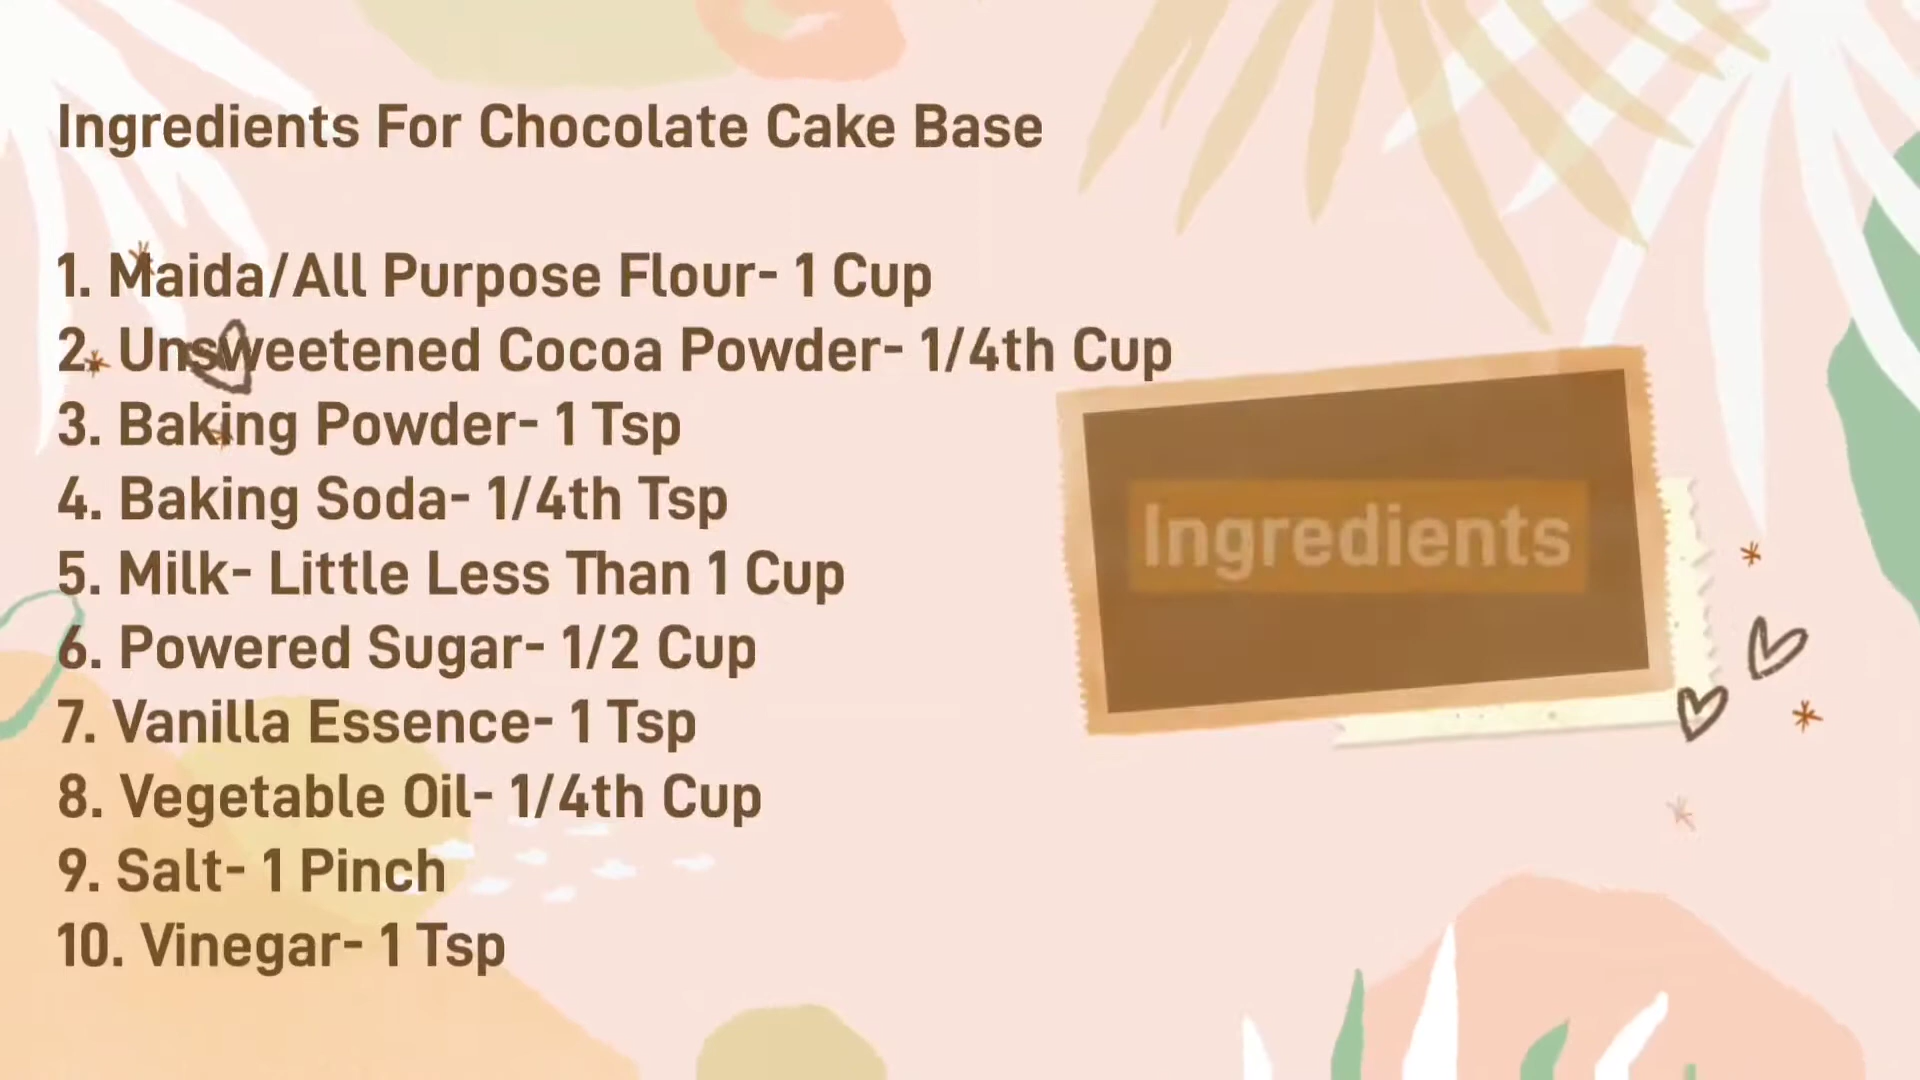 Ingredients For Chocolate Cake Base
1. Maida/All Purpose Flour- 1 Cup
2. Unsweetened Cocoa Powder- 1/4th Cup
3. Baking Powder- 1 Tsp
4. Baking Soda- 1/4th Tsp
5. Milk- Little Less Than 1 Cup
6. Powered Sugar- 1/2 Cup
7. Vanilla Essence- 1 Tsp
8. Vegetable Oil- 1/4th Cup
9. Salt- 1 Pinch
10. Vinegar- 1 Tsp
Ingredients